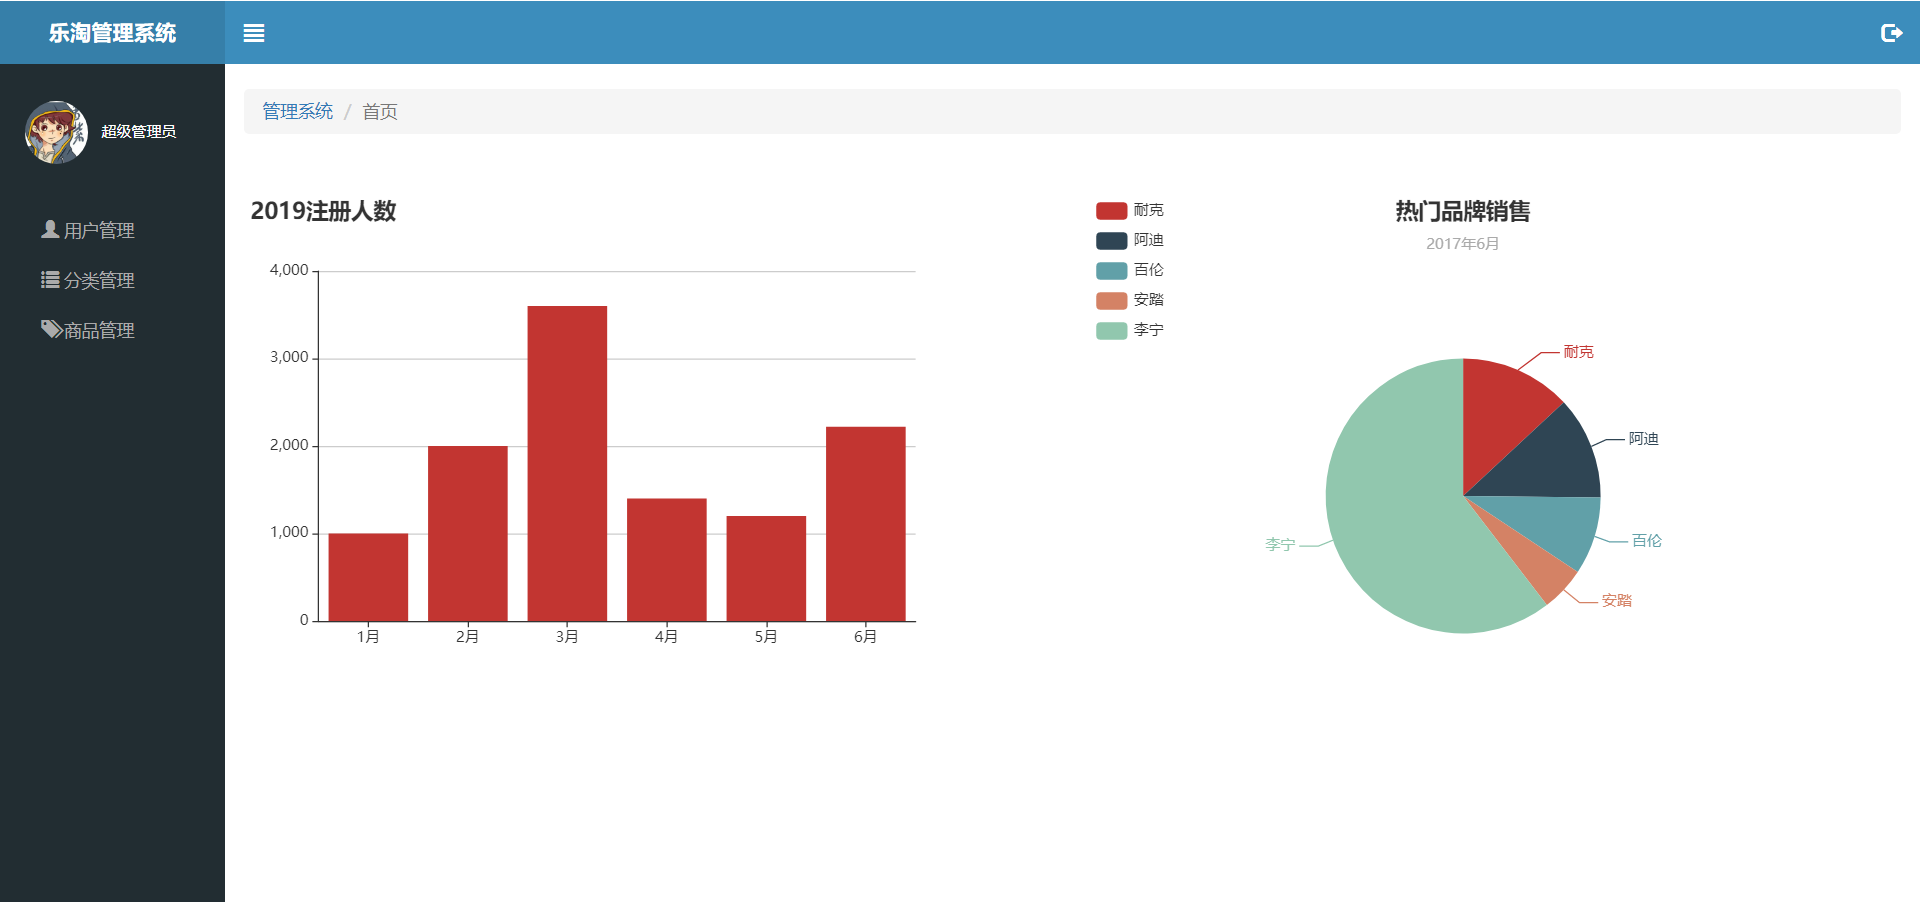 乐淘管理系统
超级管理员
用户管理
分类管理
商品管理
管理系统 / 首页
2019注册人数
4,000
3,000
2,000
1,000
0
1月 2月 3月 4月 5月 6月
耐克
阿迪
百伦
安踏
李宁
热门品牌销售
2017年6月
耐克
阿迪
百伦
安踏
李宁